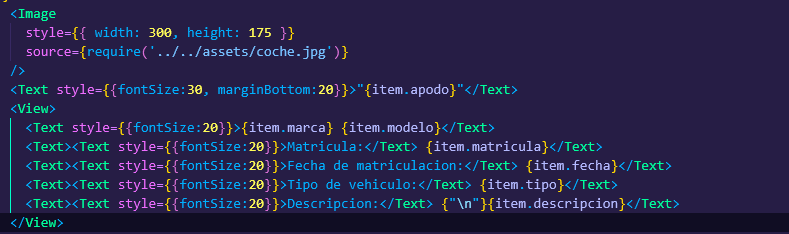 <Image
style={{ width: 300, height: 175 }}
source={require('../../assets/coche.jpg')}
/>
<Text style={{fontSize:30, marginBottom:20}}>"{item.apodo}"</Text>
<View>
<Text style={{fontSize:20}}>{item.marca} {item.modelo}</Text>
<Text><Text style={{fontSize:20}}>Matricula:</Text> {item.matricula}</Text>
<Text><Text style={{fontSize:20}}>Fecha de matriculacion:</Text> {item.fecha}</Text>
<Text><Text style={{fontSize:20}}>Tipo de vehiculo:</Text> {item.tipo}</Text>
<Text><Text style={{fontSize:20}}>Descripcion:</Text> {"\n"}{item.descripcion}</Text>
</View>